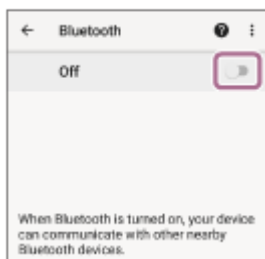 Bluetooth
Off
When Bluetooth is turned on, your device
can communicate with other nearby
Bluetooth devices.